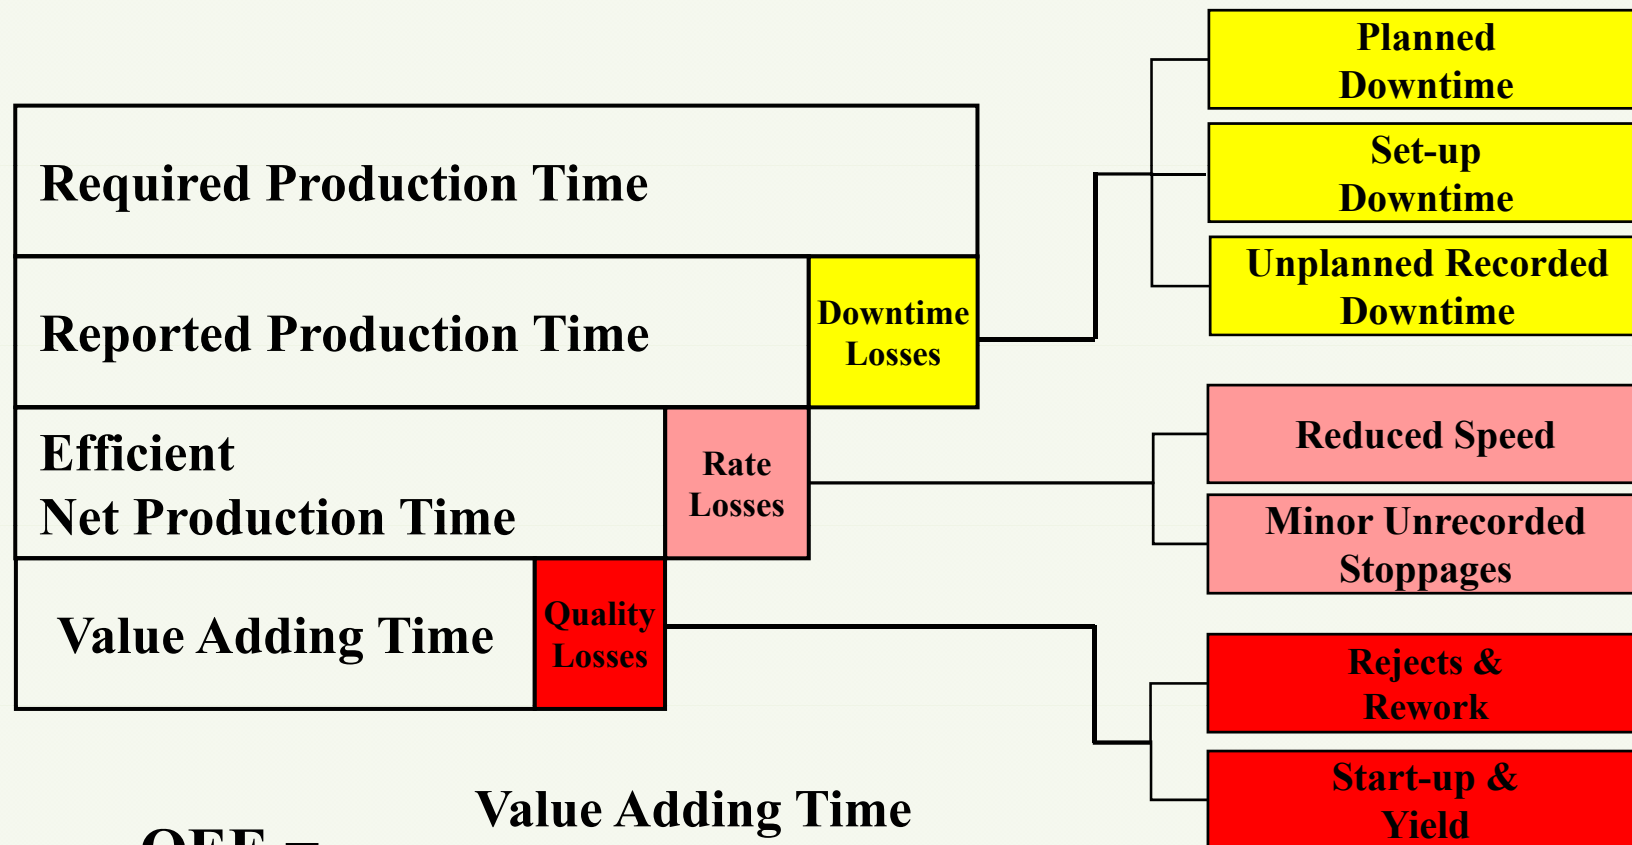 Required Production Time
Reported Production Time
Downtime
Losses
Efficient
Net Production Time
Rate
Losses
Value Adding Time
Quality
Losses
Planned
Downtime
Set-up
Downtime
Unplanned Recorded
Downtime
Reduced Speed
Minor Unrecorded
Stoppages
Rejects &
Rework
Start-up &
Yield
Value Adding Time
OEE =